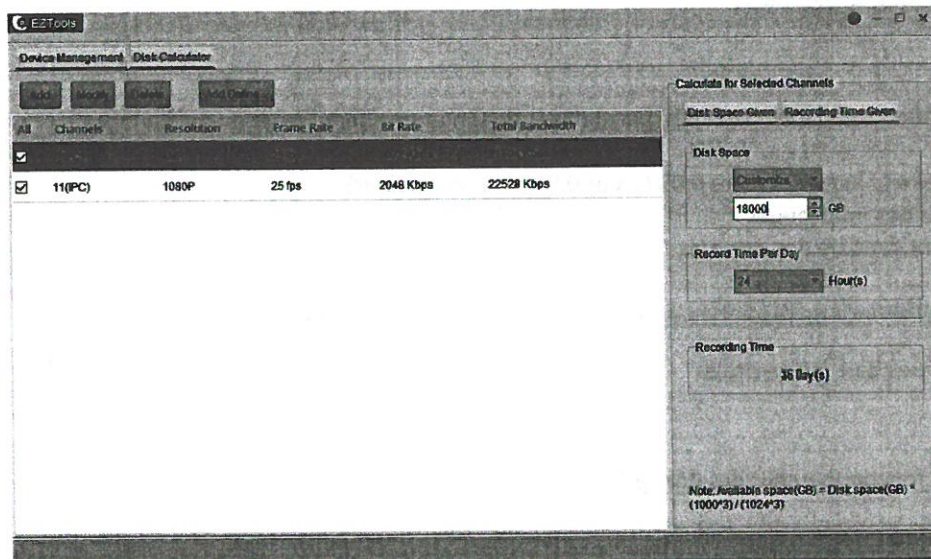 EZTools
Device Management Disk Calculator
Add Modify Delete
All Channels Resolution Frame Rate Bit Rate Total Bandwidth
11(IPC) 1080P 25 fps 2048 Kbps 22528 Kbps
Calculate for Selected Channels
Disk Space Given Recording Time Given
Disk Space
Customize
18000 GB
Record Time Per Day
24 Hour(s)
Recording Time
Day(s)
Note: Available space(GB) = Disk space(GB) *
(1000^3) / (1024^3)